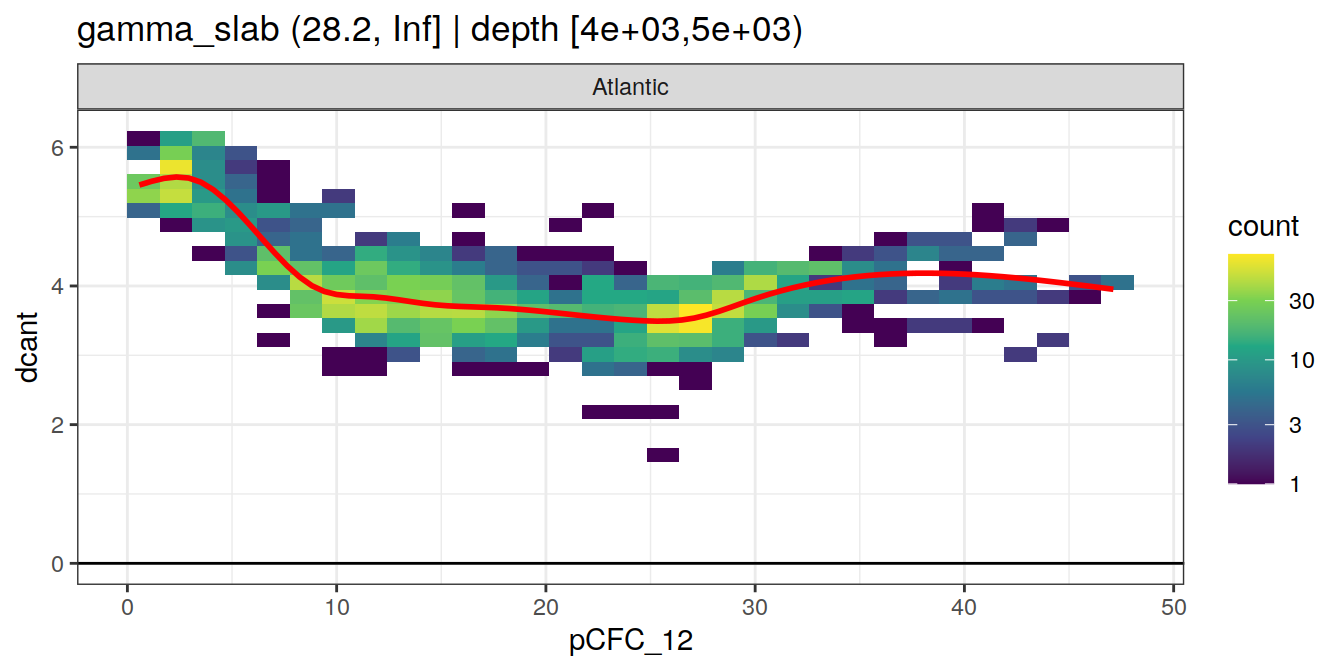 gamma_slab (28.2, Inf] | depth [4e+03,5e+03)
Atlantic
6
4
2
0
dcant
0 10 20 30 40 50
pCFC_12
count
30
10
3
1